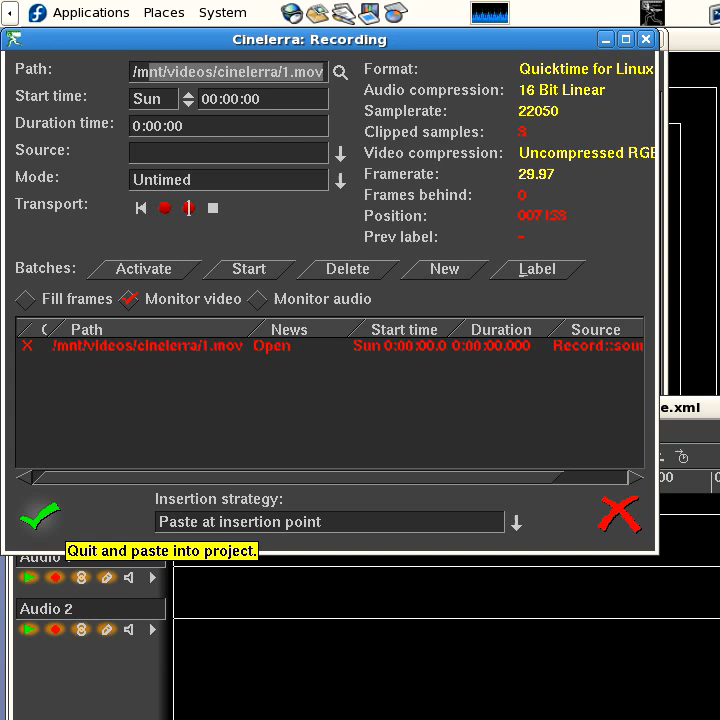 Applications Places System
Cinelerra: Recording
Path: /mnt/videos/cinelerra/1.mov
Start time: Sun 00:00:00
Duration time: 0:00:00
Source:
Mode: Untimed
Transport:
Format: Quicktime for Linux
Audio compression: 16 Bit Linear
Samplerate: 22050
Clipped samples:
Video compression: Uncompressed RGB
Framerate: 29.97
Frames behind: 0
Position:
Prev label: -
Batches: Activate Start Delete New Label
Fill frames Monitor video Monitor audio
Path News Start time Duration Source
X /mnt/videos/cinelerra/1.mov Open Sun 0:00:00.0 0:00:00.000 Record::sour
e.xml
Insertion strategy:
Paste at insertion point
Quit and paste into project.
Audio 2